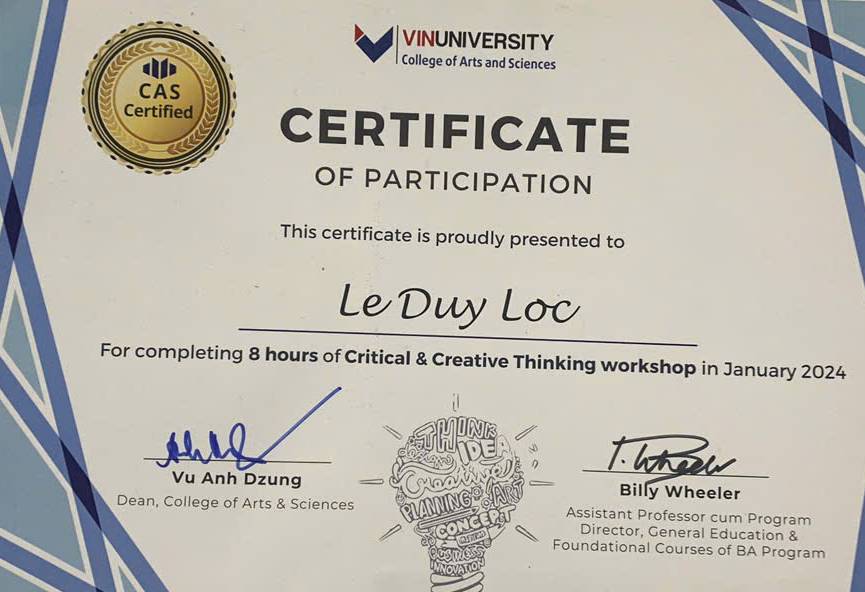 VINUNIVERSITY
College of Arts and Sciences
CAS
Certified
CERTIFICATE
OF PARTICIPATION
This certificate is proudly presented to
Le Duy Loc
For completing 8 hours of Critical & Creative Thinking workshop in January 2024
T. Wheeler
Vu Anh Dzung
Dean, College of Arts & Sciences
THINK
IDEA
Creative
PLANNING
ART
CONCEPT
INNOVATION
Billy Wheeler
Assistant Professor cum Program
Director, General Education &
Foundational Courses of BA Program